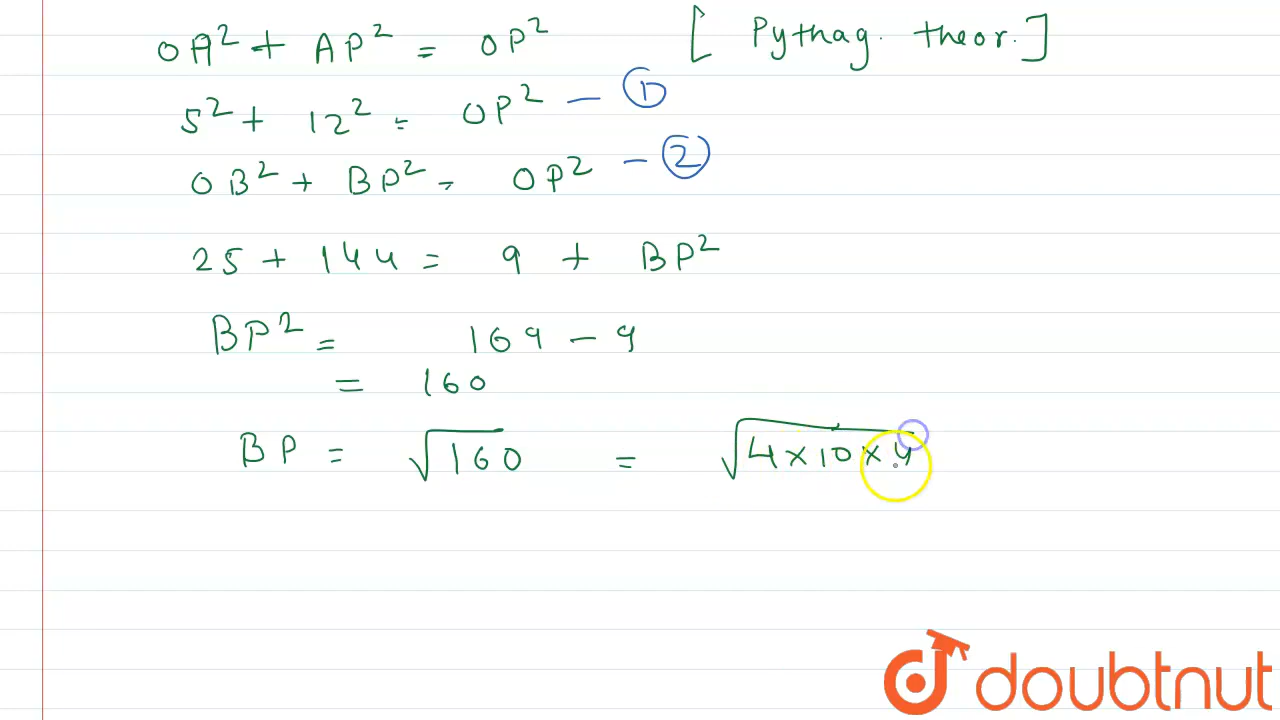 OA² + AP² = OP² [Pythag. theor.]
5² + 12² = OP² — ①
OB² + BP² = OP² — ②
25 + 144 = 9 + BP²
BP² = 169 - 9
= 160
BP = √160 = √4×10×4
doubtnut